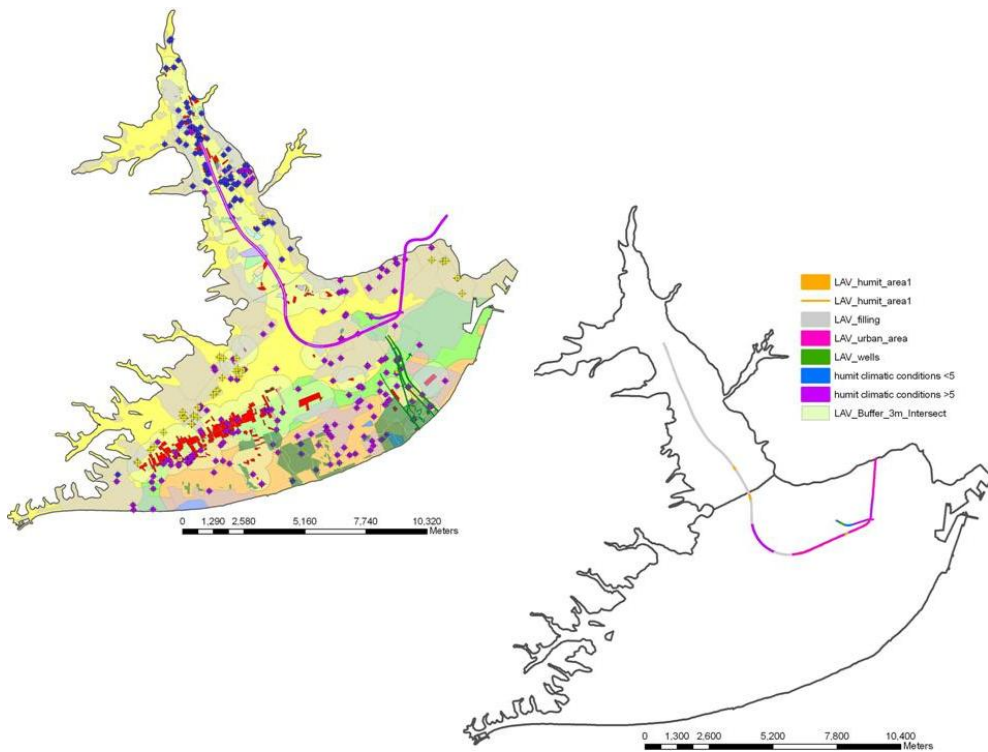 LAV_humit_area1
LAV_humit_area1
LAV_filling
LAV_urban_area
LAV_wells
humit climatic conditions <5
humit climatic conditions >5
LAV_Buffer_3m_Intersect
0 1,290 2,580 5,160 7,740 10,320
Meters
0 1,300 2,600 5,200 7,800 10,400
Meters